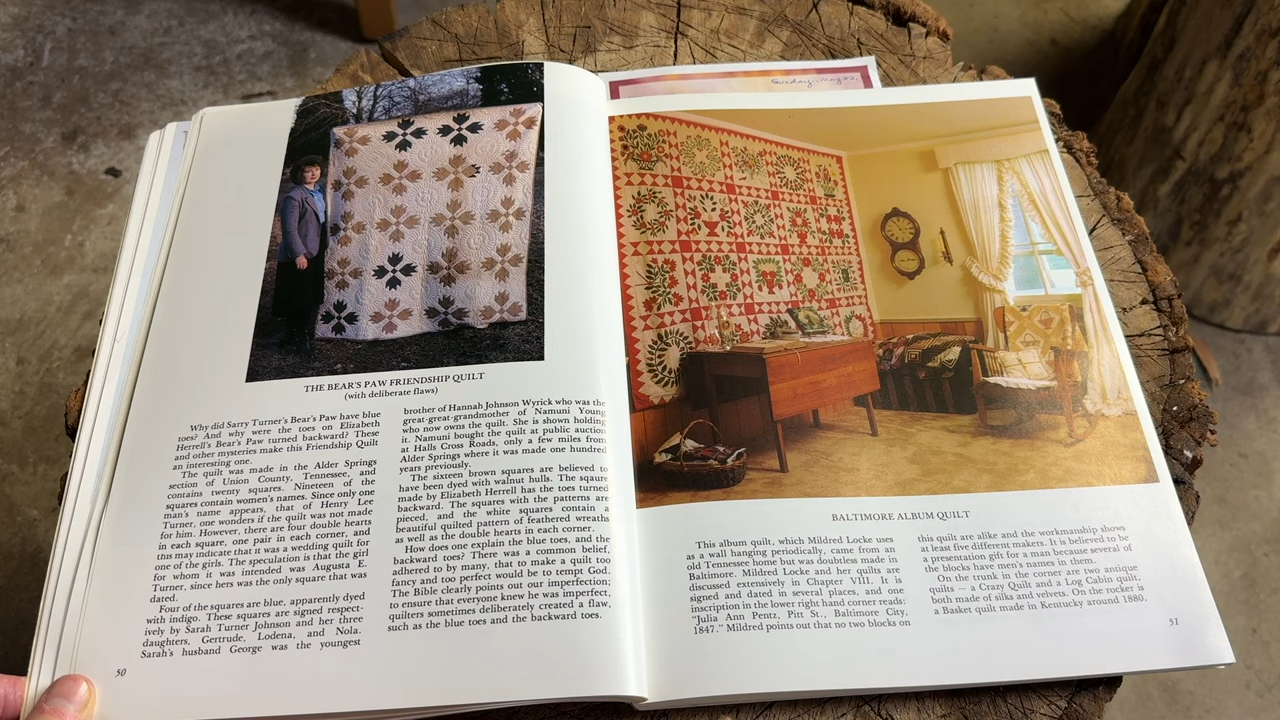 Sunday, May 22,
THE BEAR'S PAW FRIENDSHIP QUILT
(with deliberate flaws)
Why did Sarry Turner's Bear's Paw have blue
toes? And why were the toes on Elizabeth
Herrell's Bear's Paw turned backward? These
and other mysteries make this Friendship Quilt
an interesting one.
The quilt was made in the Alder Springs
section of Union County, Tennessee, and
contains twenty squares. Nineteen of the
squares contain women's names. Since only one
man's name appears, that of Henry Lee
Turner, one wonders if the quilt was not made
for him. However, there are four double hearts
in each square, one pair in each corner, and
this may indicate that it was a wedding quilt for
one of the girls. The speculation is that the girl
for whom it was intended was Augusta E.
Turner, since hers was the only square that was
dated.
Four of the squares are blue, apparently dyed
with indigo. These are signed respect-
ively by Sarah Turner Johnson and her three
daughters, Gertrude, Lodena, and Nola.
Sarah's husband George was the youngest
brother of Hannah Johnson Wyrick who was the
great-great-grandmother of Namuni Young
who now owns the quilt. She is shown holding
it. Namuni bought the quilt at public auction
at Halls Cross Roads, only a few miles from
Alder Springs where it was made one hundred
years previously.
The sixteen brown squares are believed to
have been dyed with walnut hulls. The sqaure
made by Elizabeth Herrell has the toes turned
backward. The squares with the patterns are
pieced, and the white squares contain a
beautiful quilted pattern of feathered wreaths
as well as the double hearts in each corner.
How does one explain the blue toes, and the
backward toes? There was a common belief,
adhered to by many, that to make a quilt too
fancy and too perfect would be to tempt God.
The Bible clearly points out our imperfection;
to ensure that everyone knew he was imperfect,
quilters sometimes deliberately created a flaw,
such as the blue toes and the backward toes.
50
BALTIMORE ALBUM QUILT
This album quilt, which Mildred Locke uses
as a wall hanging periodically, came from an
old Tennessee home but was doubtless made in
Baltimore. Mildred Locke and her quilts are
discussed extensively in Chapter VIII. It is
signed and dated in several places, and one
inscription in the lower right hand corner reads:
"Julia Ann Pentz, Pitt St., Baltimore City,
1847." Mildred points out that no two blocks on
this quilt are alike and the workmanship shows
at least five different makers. It is believed to be
a presentation gift for a man because several of
the blocks have men's names in them.
On the trunk in the corner are two antique
quilts — a Crazy Quilt and a Log Cabin quilt,
both made of silks and velvets. On the rocker is
a Basket quilt made in Kentucky around 1880.
51